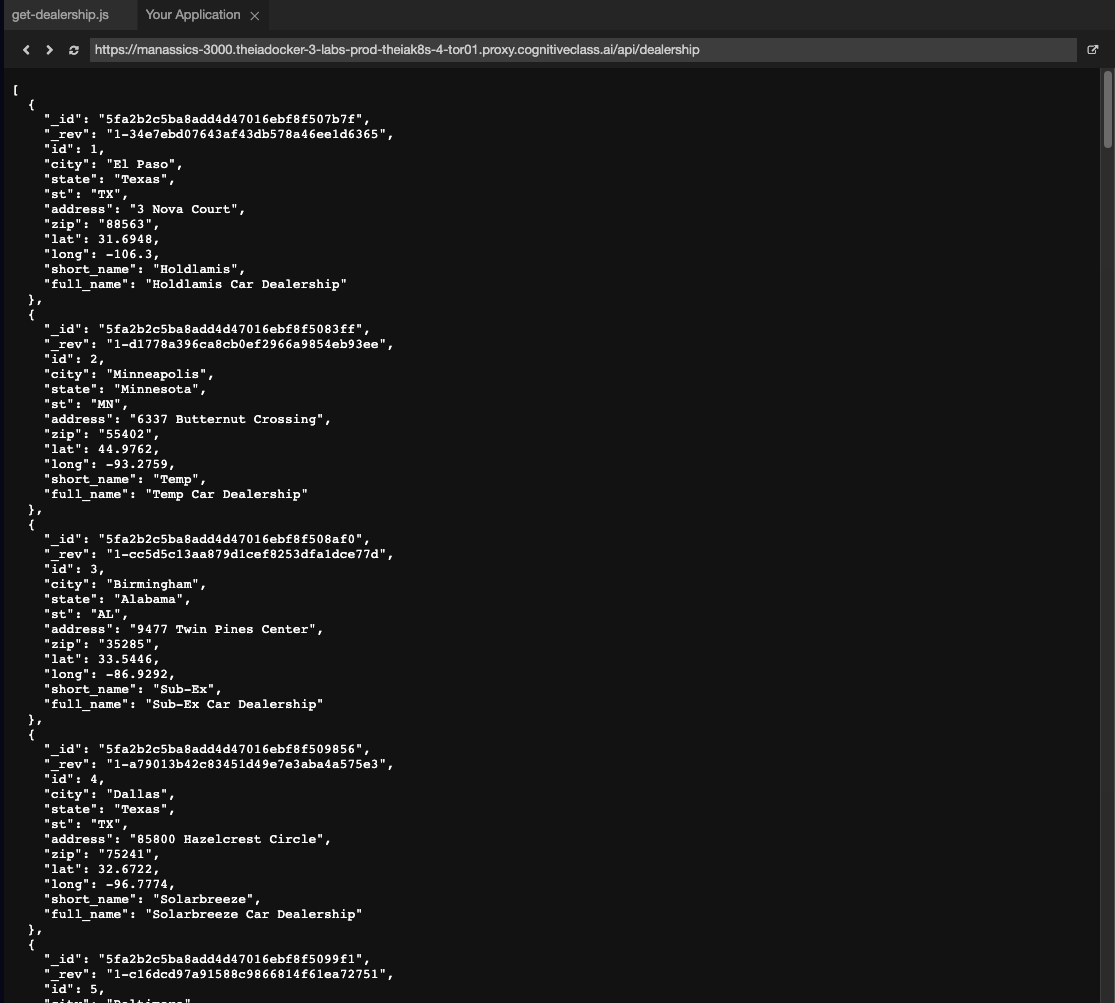 get-dealership.js
Your Application
https://manassics-3000.theiadocker-3-labs-prod-theiak8s-4-tor01.proxy.cognitiveclass.ai/api/dealership
[
{
"_id": "5fa2b2c5ba8add4d47016ebf8f507b7f",
"_rev": "1-34e7ebd07643af43db578a46ee1d6365",
"id": 1,
"city": "El Paso",
"state": "Texas",
"st": "TX",
"address": "3 Nova Court",
"zip": "88563",
"lat": 31.6948,
"long": -106.3,
"short_name": "Holdlamis",
"full_name": "Holdlamis Car Dealership"
},
{
"_id": "5fa2b2c5ba8add4d47016ebf8f5083ff",
"_rev": "1-d1778a396ca8cb0ef2966a9854eb93ee",
"id": 2,
"city": "Minneapolis",
"state": "Minnesota",
"st": "MN",
"address": "6337 Butternut Crossing",
"zip": "55402",
"lat": 44.9762,
"long": -93.2759,
"short_name": "Temp",
"full_name": "Temp Car Dealership"
},
{
"_id": "5fa2b2c5ba8add4d47016ebf8f508af0",
"_rev": "1-cc5d5c13aa879d1cef8253dfa1dce77d",
"id": 3,
"city": "Birmingham",
"state": "Alabama",
"st": "AL",
"address": "9477 Twin Pines Center",
"zip": "35285",
"lat": 33.5446,
"long": -86.9292,
"short_name": "Sub-Ex",
"full_name": "Sub-Ex Car Dealership"
},
{
"_id": "5fa2b2c5ba8add4d47016ebf8f509856",
"_rev": "1-a79013b42c83451d49e7e3aba4a575e3",
"id": 4,
"city": "Dallas",
"state": "Texas",
"st": "TX",
"address": "85800 Hazelcrest Circle",
"zip": "75241",
"lat": 32.6722,
"long": -96.7774,
"short_name": "Solarbreeze",
"full_name": "Solarbreeze Car Dealership"
},
{
"_id": "5fa2b2c5ba8add4d47016ebf8f5099f1",
"_rev": "1-c16dcd97a91588c9866814f61ea72751",
"id": 5,